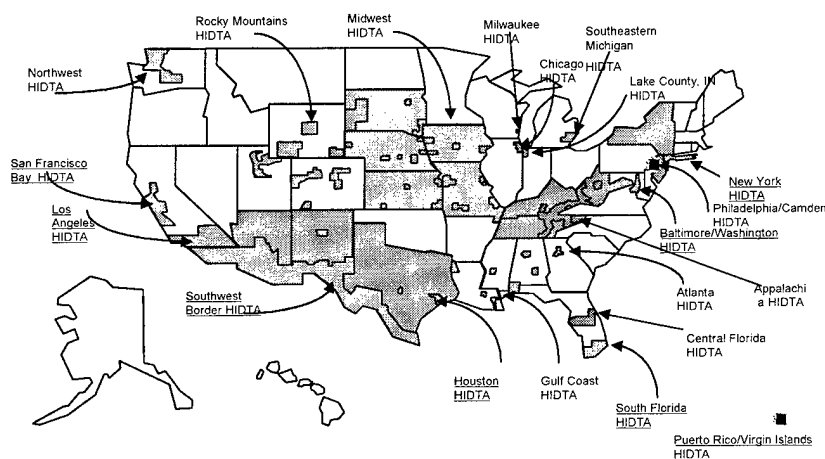 Rocky Mountains
HIDTA
Midwest
HIDTA
Milwaukee
HIDTA
Southeastern
Michigan
HIDTA
Chicago
HIDTA
Lake County, IN
HIDTA
Northwest
HIDTA
San Francisco
Bay HIDTA
Los
Angeles
HIDTA
New York
HIDTA
Philadelphia/Camden
HIDTA
Baltimore/Washington
HIDTA
Southwest
Border HIDTA
Atlanta
HIDTA
Appalachi
a HIDTA
Central Florida
HIDTA
Houston
HIDTA
Gulf Coast
HIDTA
South Florida
HIDTA
Puerto Rico/Virgin Islands
HIDTA